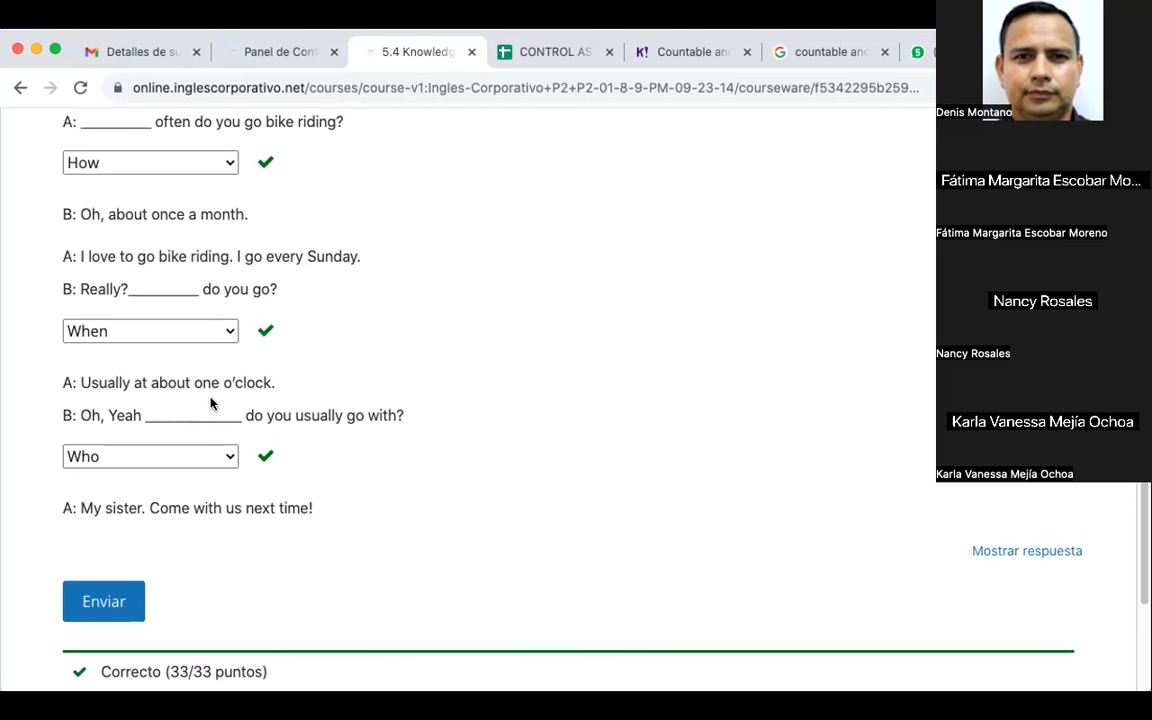 Detalles de su
Panel de Cont
5.4 Knowledg
CONTROL AS
K! Countable and
countable and
online.inglescorporativo.net/courses/course-v1:Ingles-Corporativo+P2+P2-01-8-9-PM-09-23-14/courseware/f5342295b259...
Denis Montano
Fátima Margarita Escobar Mo...
Fátima Margarita Escobar Moreno
Nancy Rosales
Nancy Rosales
Karla Vanessa Mejía Ochoa
Karla Vanessa Mejía Ochoa
A: __________ often do you go bike riding?
How
B: Oh, about once a month.
A: I love to go bike riding. I go every Sunday.
B: Really?__________ do you go?
When
A: Usually at about one o’clock.
B: Oh, Yeah _____________ do you usually go with?
Who
A: My sister. Come with us next time!
Mostrar respuesta
Enviar
Correcto (33/33 puntos)